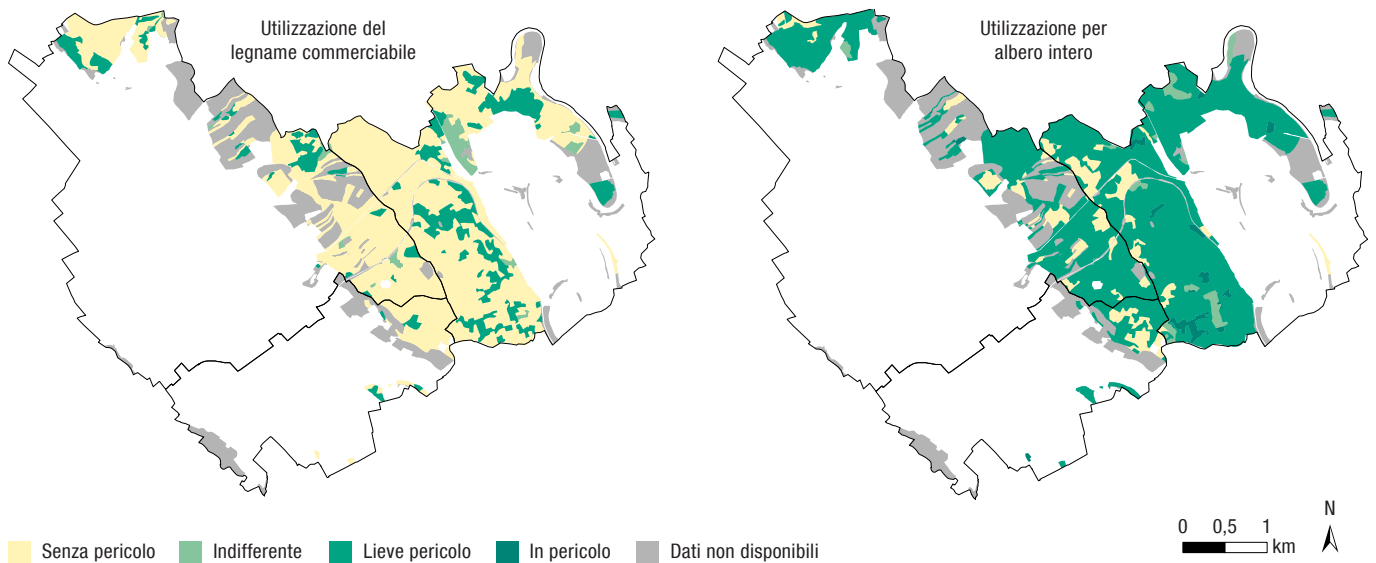 Utilizzazione del
legname commerciabile
Utilizzazione per
albero intero
N
0 0,5 1
km
Senza pericolo Indifferente Lieve pericolo In pericolo Dati non disponibili